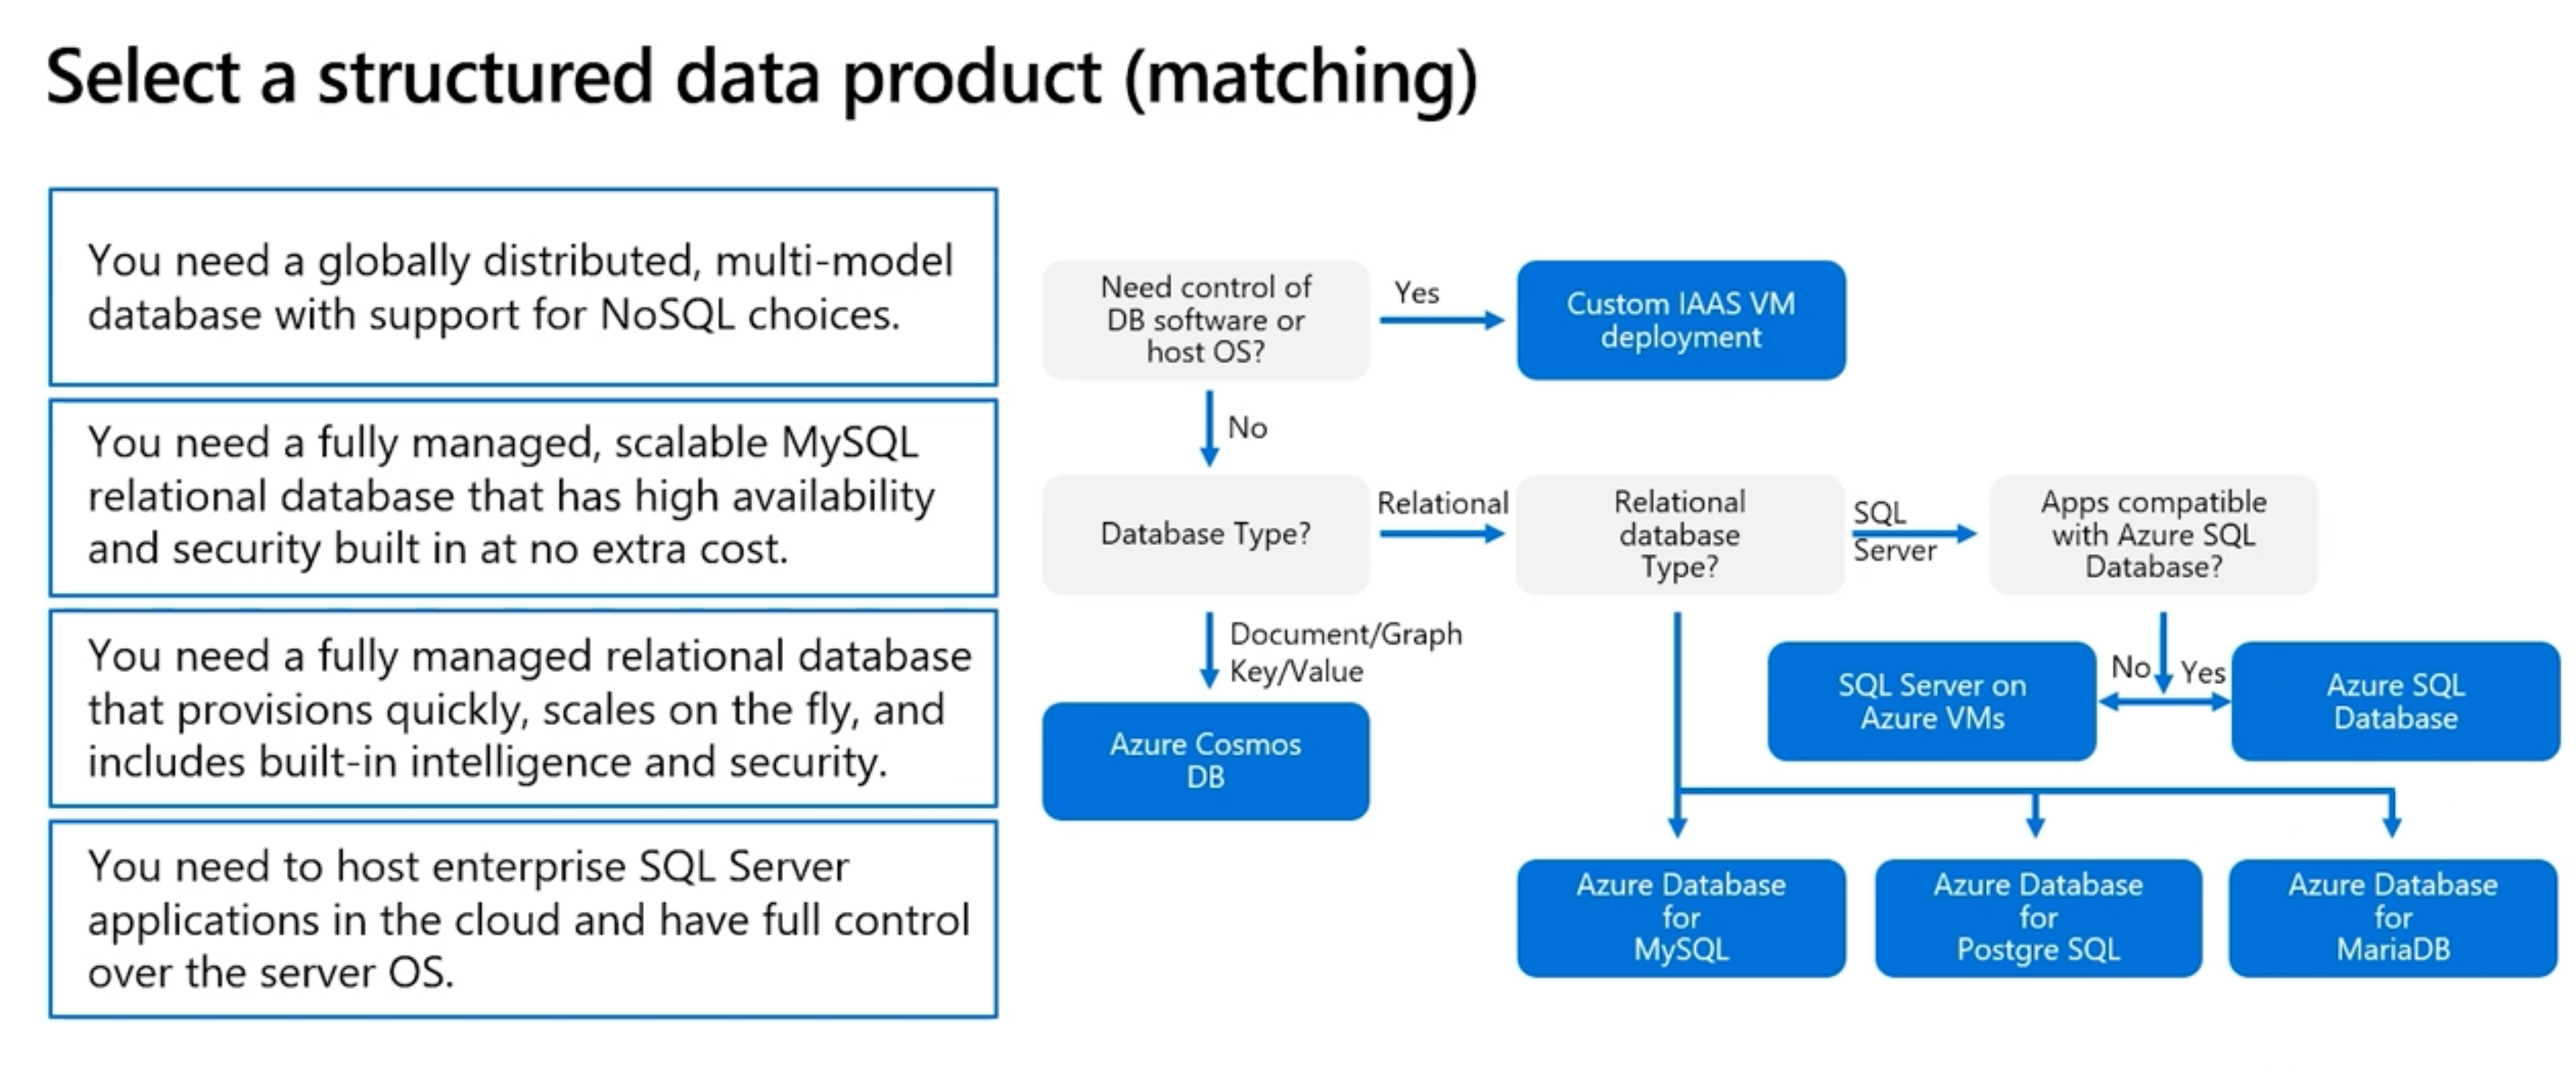 Select a structured data product (matching)
You need a globally distributed, multi-model
database with support for NoSQL choices.
You need a fully managed, scalable MySQL
relational database that has high availability
and security built in at no extra cost.
You need a fully managed relational database
that provisions quickly, scales on the fly, and
includes built-in intelligence and security.
You need to host enterprise SQL Server
applications in the cloud and have full control
over the server OS.
Need control of
DB software or
host OS?
Yes
Custom IAAS VM
deployment
No
Database Type?
Relational
Relational
database
Type?
SQL
Server
Apps compatible
with Azure SQL
Database?
Document/Graph
Key/Value
Azure Cosmos
DB
SQL Server on
Azure VMs
No
Yes
Azure SQL
Database
Azure Database
for
MySQL
Azure Database
for
Postgre SQL
Azure Database
for
MariaDB